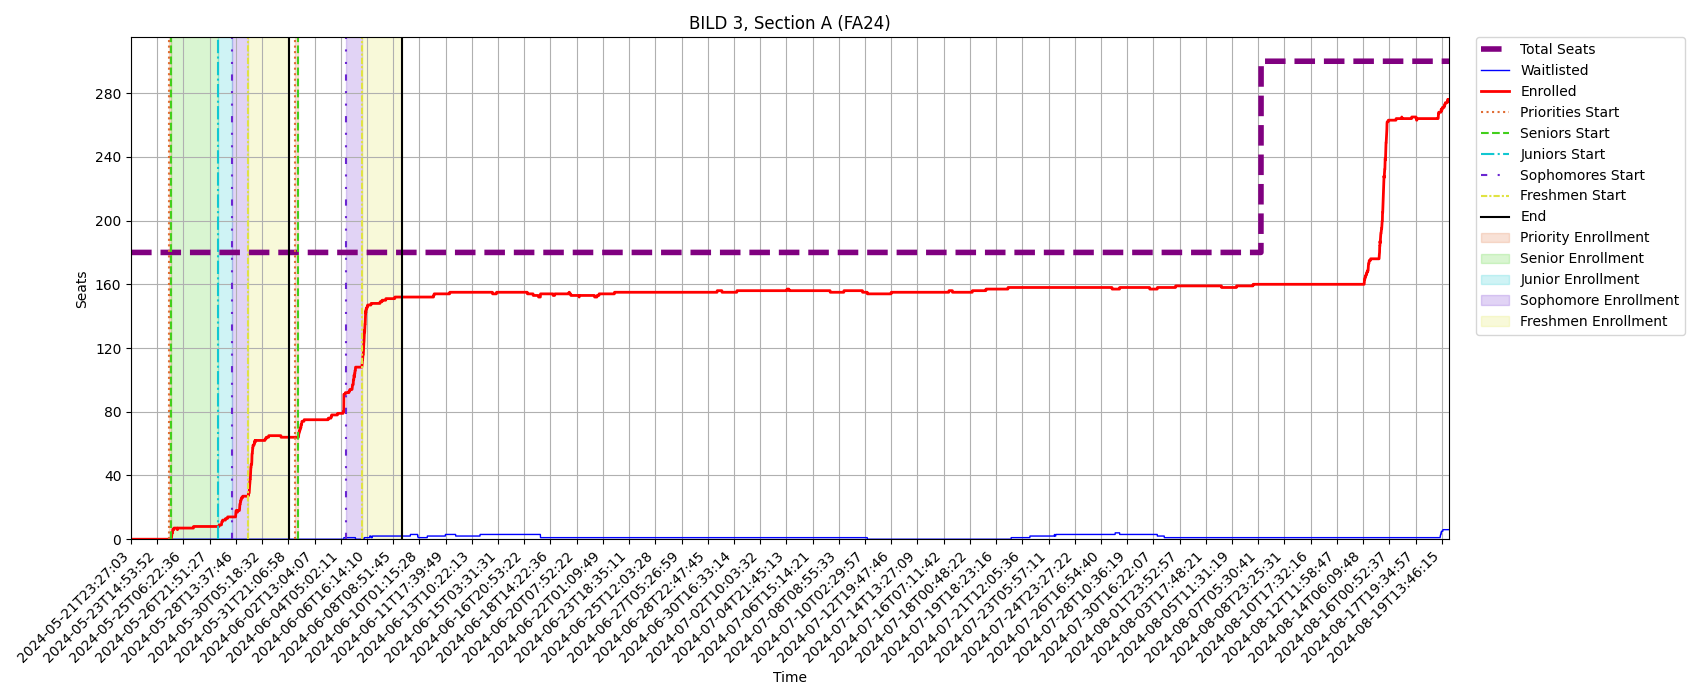 BILD 3, Section A (FA24)
Total Seats
Waitlisted
Enrolled
Priorities Start
Seniors Start
Juniors Start
Sophomores Start
Freshmen Start
End
Priority Enrollment
Senior Enrollment
Junior Enrollment
Sophomore Enrollment
Freshmen Enrollment
Seats
280
240
200
160
120
80
40
0
2024-05-21T23:27:03
2024-05-23T14:53:52
2024-05-25T06:22:36
2024-05-26T21:51:27
2024-05-28T13:37:46
2024-05-30T05:18:32
2024-05-31T21:06:58
2024-06-02T13:04:07
2024-06-04T05:02:11
2024-06-06T16:14:10
2024-06-08T08:51:45
2024-06-10T01:15:28
2024-06-11T17:39:49
2024-06-13T10:22:13
2024-06-15T03:31:31
2024-06-16T20:53:22
2024-06-18T14:22:36
2024-06-20T07:52:22
2024-06-22T01:09:49
2024-06-23T18:35:11
2024-06-25T12:03:28
2024-06-27T05:26:59
2024-06-28T22:47:45
2024-06-30T16:33:14
2024-07-02T10:03:32
2024-07-04T21:45:13
2024-07-06T15:14:21
2024-07-08T08:55:33
2024-07-10T02:29:57
2024-07-12T19:47:46
2024-07-14T13:27:09
2024-07-16T07:11:42
2024-07-18T00:48:22
2024-07-19T18:23:16
2024-07-21T12:05:36
2024-07-23T05:57:11
2024-07-24T23:27:22
2024-07-26T16:54:40
2024-07-28T10:36:19
2024-07-30T16:22:07
2024-08-01T23:52:57
2024-08-03T17:48:21
2024-08-05T11:31:19
2024-08-07T05:30:41
2024-08-08T23:25:31
2024-08-10T17:32:16
2024-08-12T11:58:47
2024-08-14T06:09:48
2024-08-16T00:52:37
2024-08-17T19:34:57
2024-08-19T13:46:15
Time